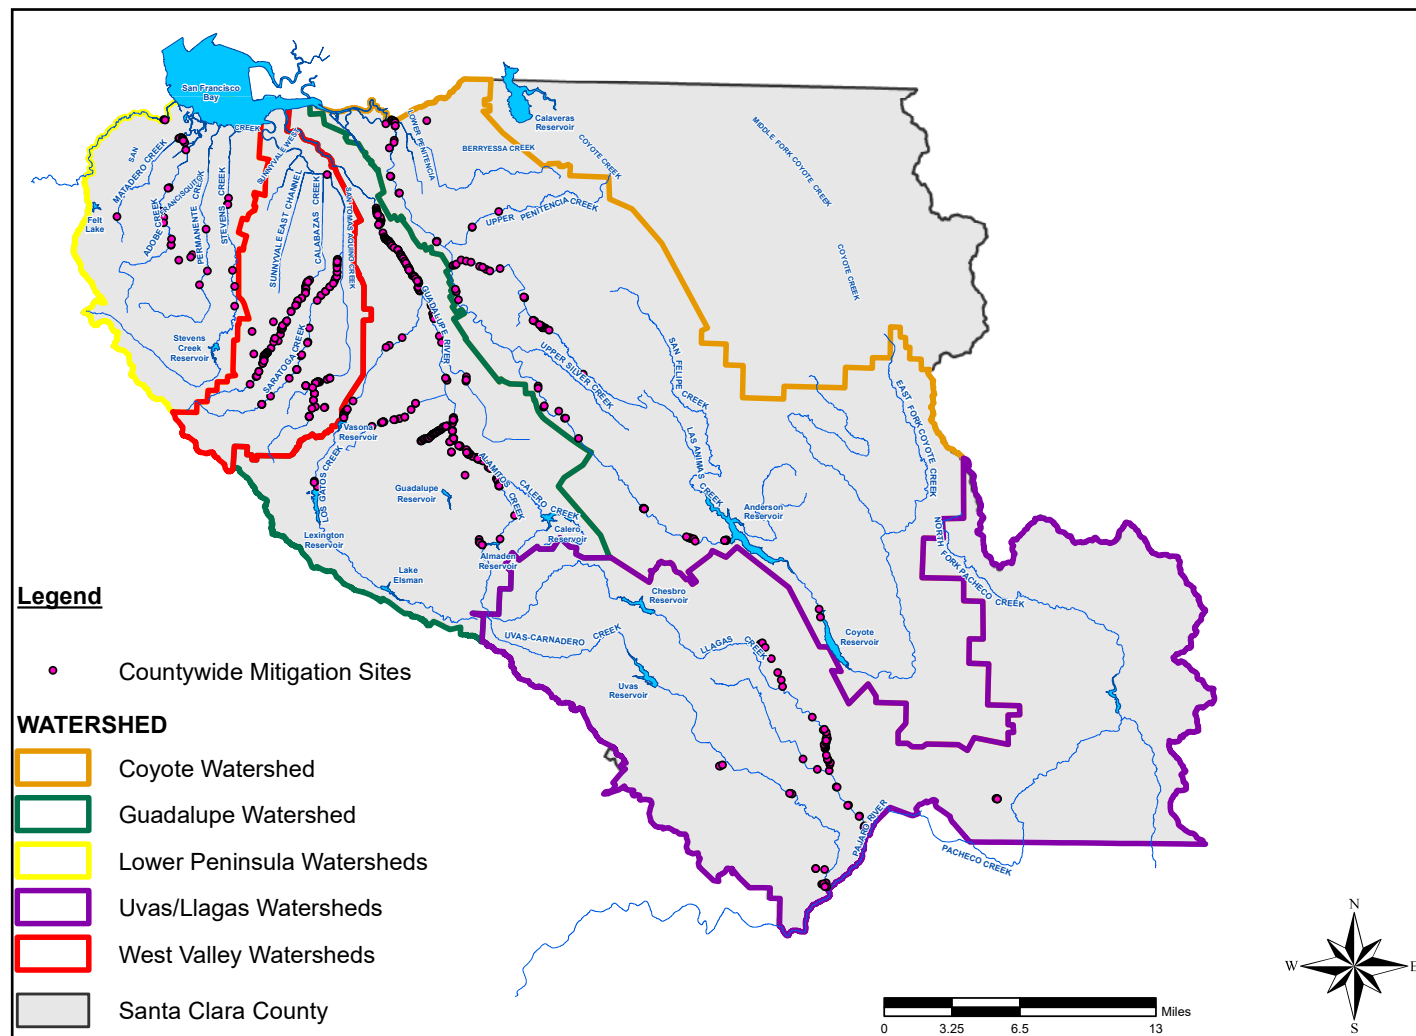 San Francisco
Bay
Calaveras
Reservoir
CREEK
SUNNYVALE WEST
LOWER PENITENCIA
BERRYESSA CREEK
COYOTE CREEK
MIDDLE FORK COYOTE CREEK
SAN
FRANCISQUITO
MATADERO CREEK
Felt
Lake
ADOBE CREEK
PERMANENTE CREEK
STEVENS CREEK
SUNNYVALE EAST CHANNEL
CALABAZAS CREEK
SAN TOMAS AQUINO CREEK
UPPER PENITENCIA CREEK
COYOTE CREEK
GUADALUPE RIVER
Stevens
Creek
Reservoir
SARATOGA CREEK
UPPER SILVER CREEK
SAN FELIPE CREEK
EAST FORK COYOTE CREEK
Vasona
Reservoir
LOS GATOS CREEK
LAS ANIMAS CREEK
ALAMITOS CREEK
CALERO CREEK
Guadalupe
Reservoir
Anderson
Reservoir
Lexington
Reservoir
Calero
Reservoir
Almaden
Reservoir
NORTH FORK PACHECO CREEK
Lake
Elsman
Chesbro
Reservoir
UVAS-CARNADERO CREEK
LLAGAS CREEK
Coyote
Reservoir
Uvas
Reservoir
PAJARO RIVER
PACHECO CREEK
Legend
Countywide Mitigation Sites
WATERSHED
Coyote Watershed
Guadalupe Watershed
Lower Peninsula Watersheds
Uvas/Llagas Watersheds
West Valley Watersheds
Santa Clara County
N
W
E
S
Miles
0 3.25 6.5 13